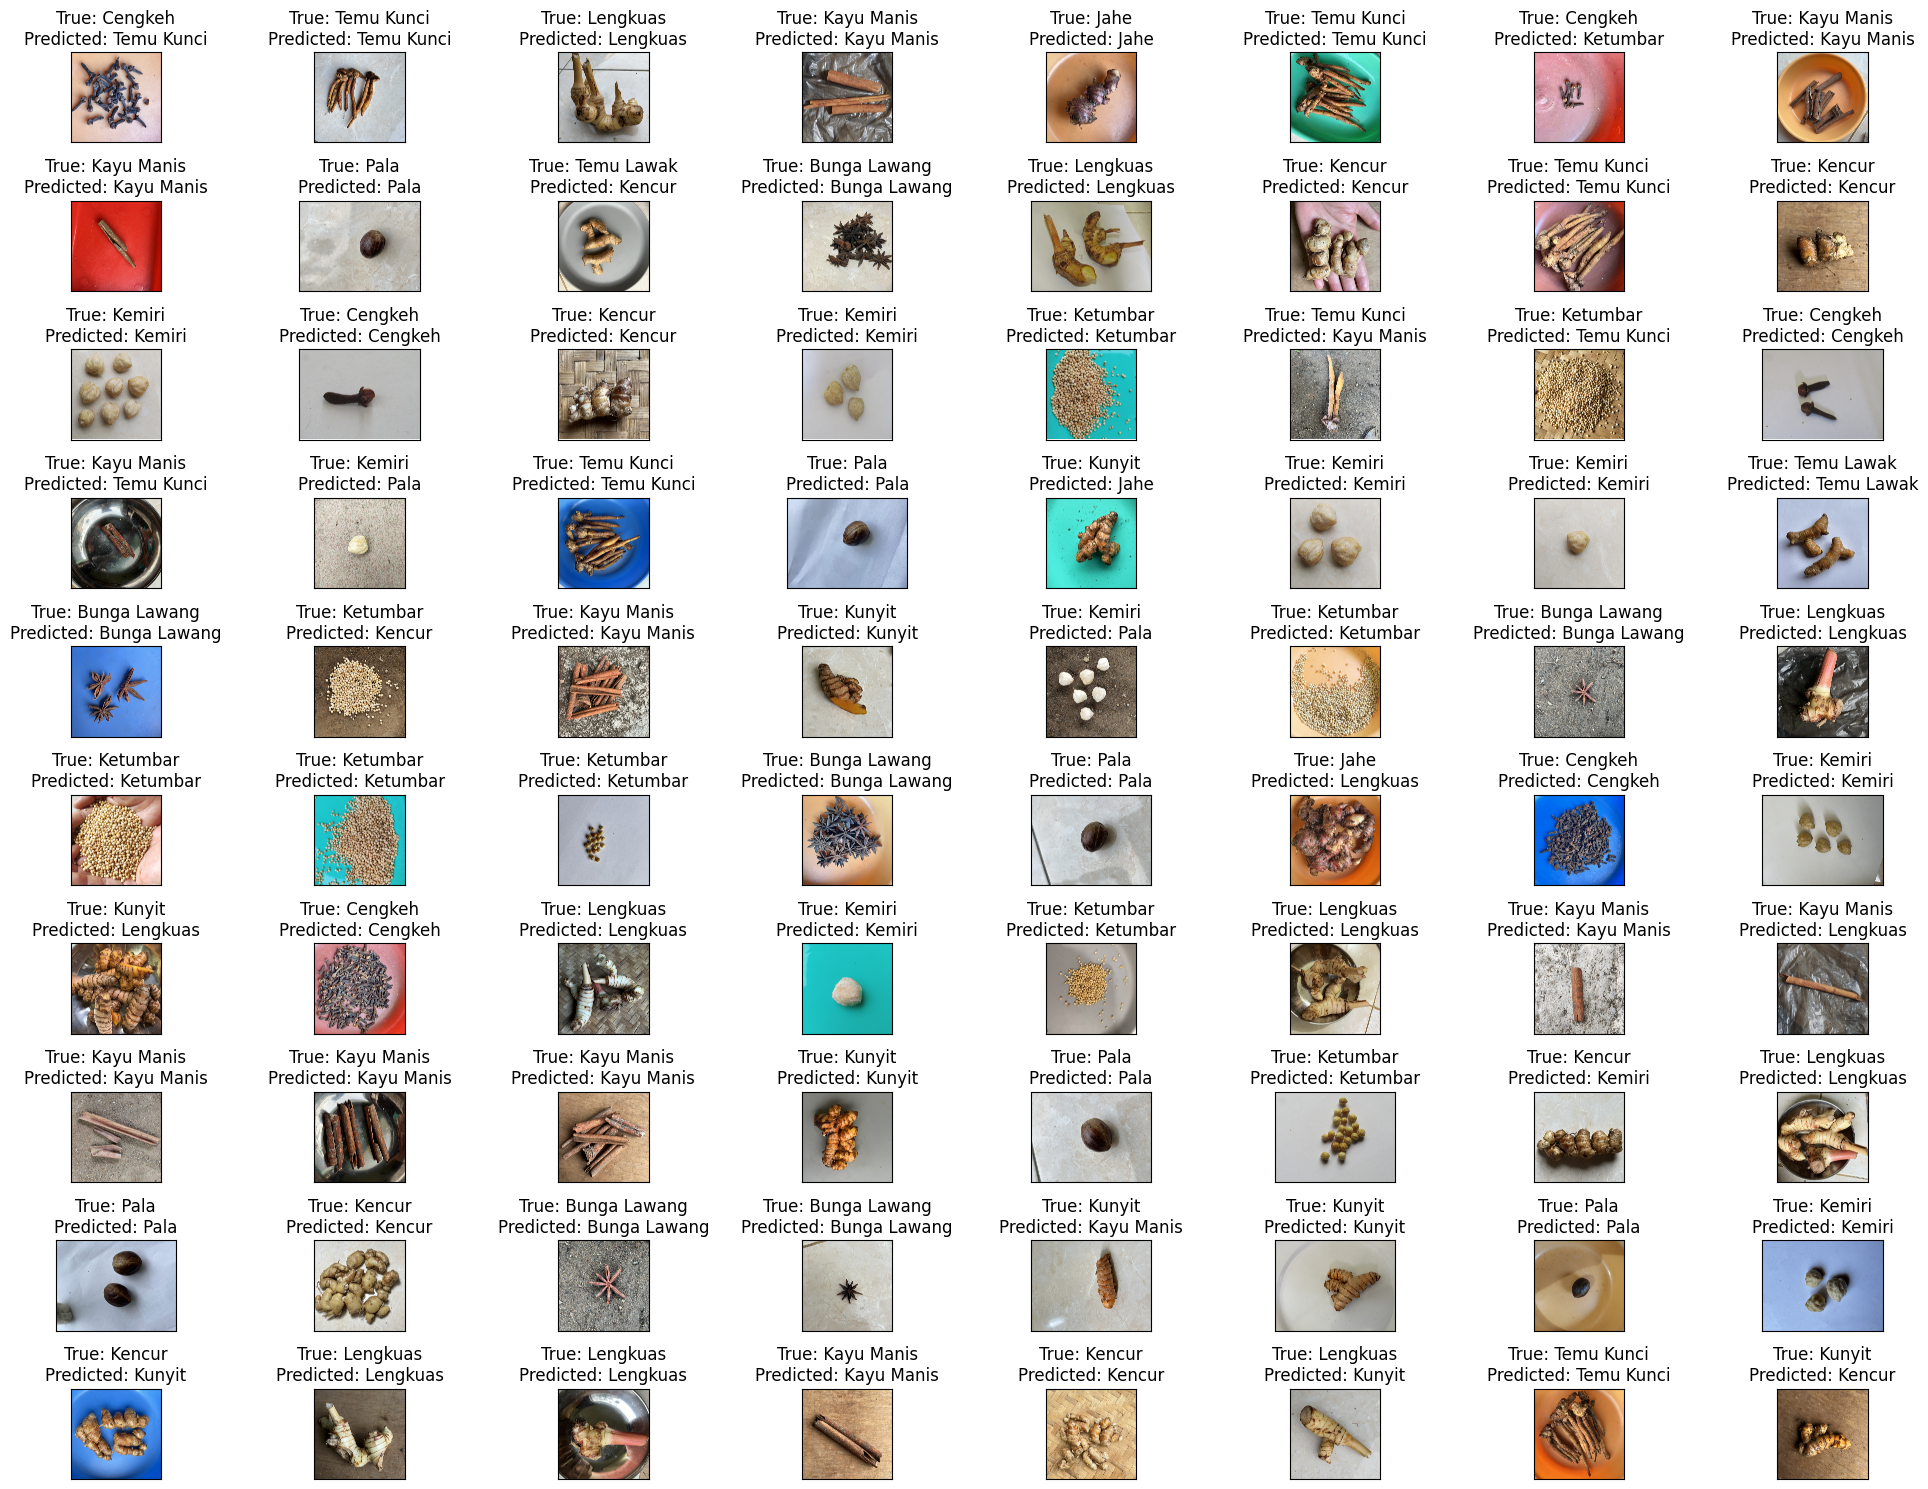 True: Cengkeh
Predicted: Temu Kunci
True: Temu Kunci
Predicted: Temu Kunci
True: Lengkuas
Predicted: Lengkuas
True: Kayu Manis
Predicted: Kayu Manis
True: Jahe
Predicted: Jahe
True: Temu Kunci
Predicted: Temu Kunci
True: Cengkeh
Predicted: Ketumbar
True: Kayu Manis
Predicted: Kayu Manis
True: Kayu Manis
Predicted: Kayu Manis
True: Pala
Predicted: Pala
True: Temu Lawak
Predicted: Kencur
True: Bunga Lawang
Predicted: Bunga Lawang
True: Lengkuas
Predicted: Lengkuas
True: Kencur
Predicted: Kencur
True: Temu Kunci
Predicted: Temu Kunci
True: Kencur
Predicted: Kencur
True: Kemiri
Predicted: Kemiri
True: Cengkeh
Predicted: Cengkeh
True: Kencur
Predicted: Kencur
True: Kemiri
Predicted: Kemiri
True: Ketumbar
Predicted: Ketumbar
True: Temu Kunci
Predicted: Kayu Manis
True: Ketumbar
Predicted: Temu Kunci
True: Cengkeh
Predicted: Cengkeh
True: Kayu Manis
Predicted: Temu Kunci
True: Kemiri
Predicted: Pala
True: Temu Kunci
Predicted: Temu Kunci
True: Pala
Predicted: Pala
True: Kunyit
Predicted: Jahe
True: Kemiri
Predicted: Kemiri
True: Kemiri
Predicted: Kemiri
True: Temu Lawak
Predicted: Temu Lawak
True: Bunga Lawang
Predicted: Bunga Lawang
True: Ketumbar
Predicted: Kencur
True: Kayu Manis
Predicted: Kayu Manis
True: Kunyit
Predicted: Kunyit
True: Kemiri
Predicted: Pala
True: Ketumbar
Predicted: Ketumbar
True: Bunga Lawang
Predicted: Bunga Lawang
True: Lengkuas
Predicted: Lengkuas
True: Ketumbar
Predicted: Ketumbar
True: Ketumbar
Predicted: Ketumbar
True: Ketumbar
Predicted: Ketumbar
True: Bunga Lawang
Predicted: Bunga Lawang
True: Pala
Predicted: Pala
True: Jahe
Predicted: Lengkuas
True: Cengkeh
Predicted: Cengkeh
True: Kemiri
Predicted: Kemiri
True: Kunyit
Predicted: Lengkuas
True: Cengkeh
Predicted: Cengkeh
True: Lengkuas
Predicted: Lengkuas
True: Kemiri
Predicted: Kemiri
True: Ketumbar
Predicted: Ketumbar
True: Lengkuas
Predicted: Lengkuas
True: Kayu Manis
Predicted: Kayu Manis
True: Kayu Manis
Predicted: Lengkuas
True: Kayu Manis
Predicted: Kayu Manis
True: Kayu Manis
Predicted: Kayu Manis
True: Kayu Manis
Predicted: Kayu Manis
True: Kunyit
Predicted: Kunyit
True: Pala
Predicted: Pala
True: Ketumbar
Predicted: Ketumbar
True: Kencur
Predicted: Kemiri
True: Lengkuas
Predicted: Lengkuas
True: Pala
Predicted: Pala
True: Kencur
Predicted: Kencur
True: Bunga Lawang
Predicted: Bunga Lawang
True: Bunga Lawang
Predicted: Bunga Lawang
True: Kunyit
Predicted: Kayu Manis
True: Kunyit
Predicted: Kunyit
True: Pala
Predicted: Pala
True: Kemiri
Predicted: Kemiri
True: Kencur
Predicted: Kunyit
True: Lengkuas
Predicted: Lengkuas
True: Lengkuas
Predicted: Lengkuas
True: Kayu Manis
Predicted: Kayu Manis
True: Kencur
Predicted: Kencur
True: Lengkuas
Predicted: Kunyit
True: Temu Kunci
Predicted: Temu Kunci
True: Kunyit
Predicted: Kencur